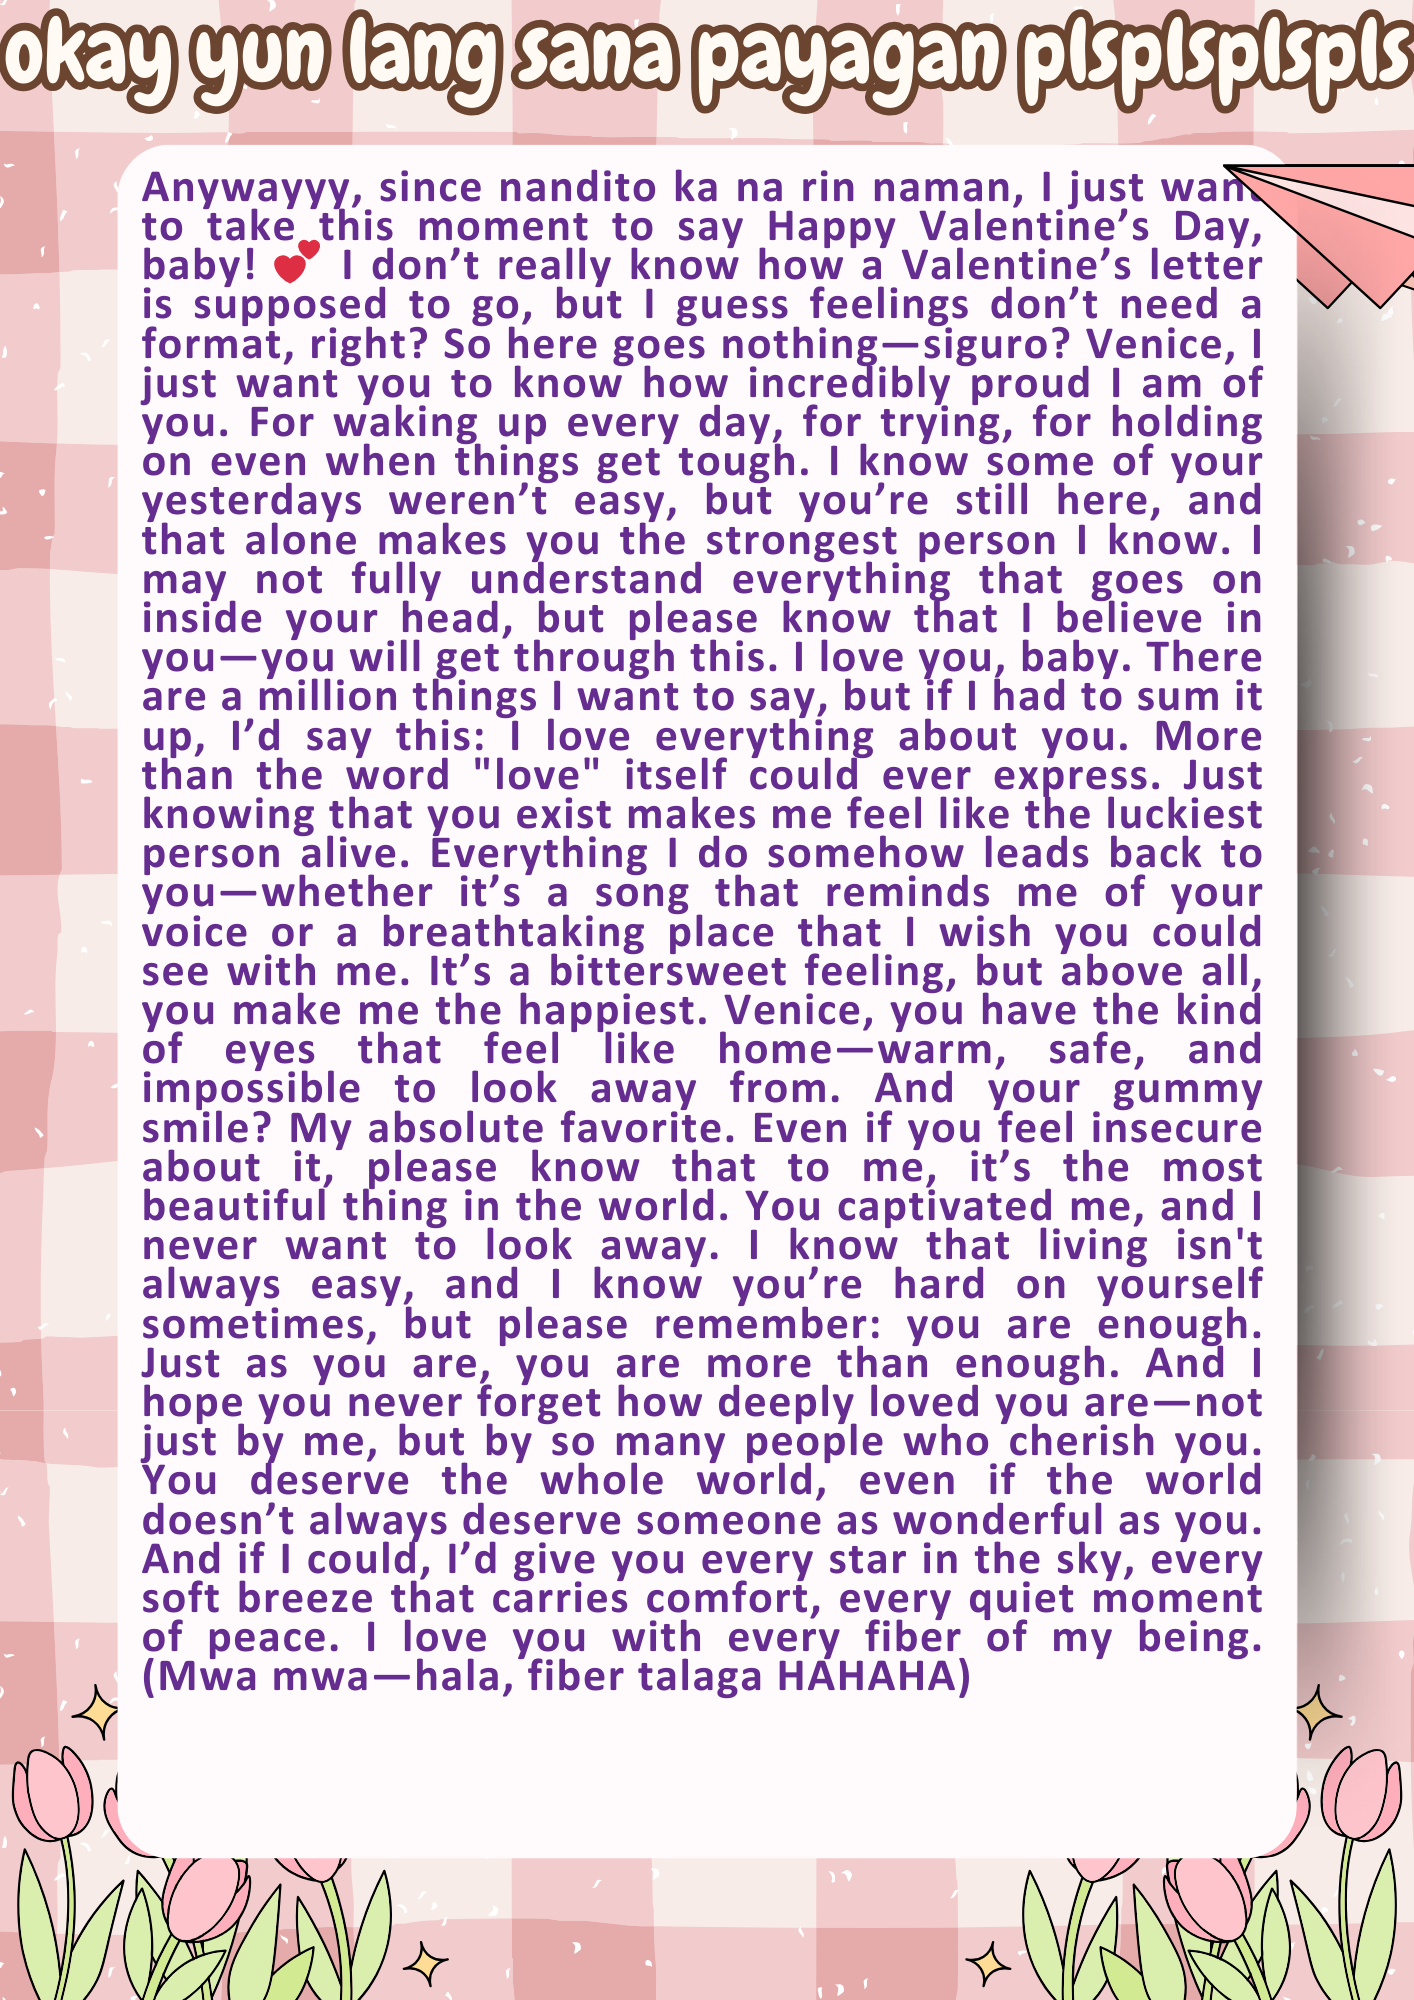 okay yun lang sana payagan plsplsplspls
Anywayyy, since nandito ka na rin naman, I just want
to take this moment to say Happy Valentine’s Day,
baby! 💕 I don’t really know how a Valentine’s letter
is supposed to go, but I guess feelings don’t need a
format, right? So here goes nothing—siguro? Venice, I
just want you to know how incredibly proud I am of
you. For waking up every day, for trying, for holding
on even when things get tough. I know some of your
yesterdays weren’t easy, but you’re still here, and
that alone makes you the strongest person I know. I
may not fully understand everything that goes on
inside your head, but please know that I believe in
you—you will get through this. I love you, baby. There
are a million things I want to say, but if I had to sum it
up, I’d say this: I love everything about you. More
than the word "love" itself could ever express. Just
knowing that you exist makes me feel like the luckiest
person alive. Everything I do somehow leads back to
you—whether it’s a song that reminds me of your
voice or a breathtaking place that I wish you could
see with me. It’s a bittersweet feeling, but above all,
you make me the happiest. Venice, you have the kind
of eyes that feel like home—warm, safe, and
impossible to look away from. And your gummy
smile? My absolute favorite. Even if you feel insecure
about it, please know that to me, it’s the most
beautiful thing in the world. You captivated me, and I
never want to look away. I know that living isn't
always easy, and I know you’re hard on yourself
sometimes, but please remember: you are enough.
Just as you are, you are more than enough. And I
hope you never forget how deeply loved you are—not
just by me, but by so many people who cherish you.
You deserve the whole world, even if the world
doesn’t always deserve someone as wonderful as you.
And if I could, I’d give you every star in the sky, every
soft breeze that carries comfort, every quiet moment
of peace. I love you with every fiber of my being.
(Mwa mwa—hala, fiber talaga HAHAHA)